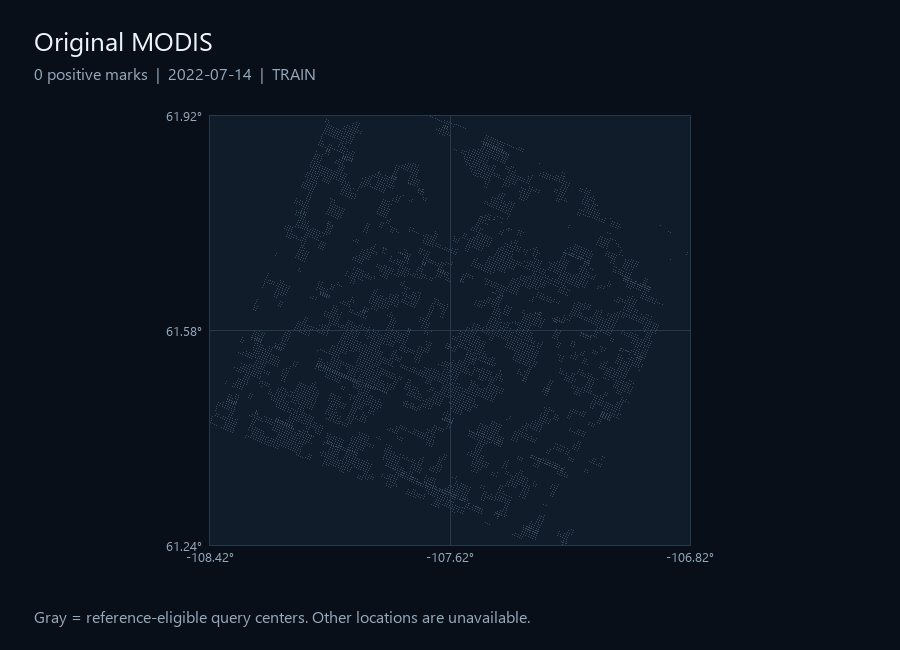 Original MODIS
0 positive marks | 2022-07-14 | TRAIN
61.92°
61.58°
61.24°
-108.42°
-107.62°
-106.82°
Gray = reference-eligible query centers. Other locations are unavailable.